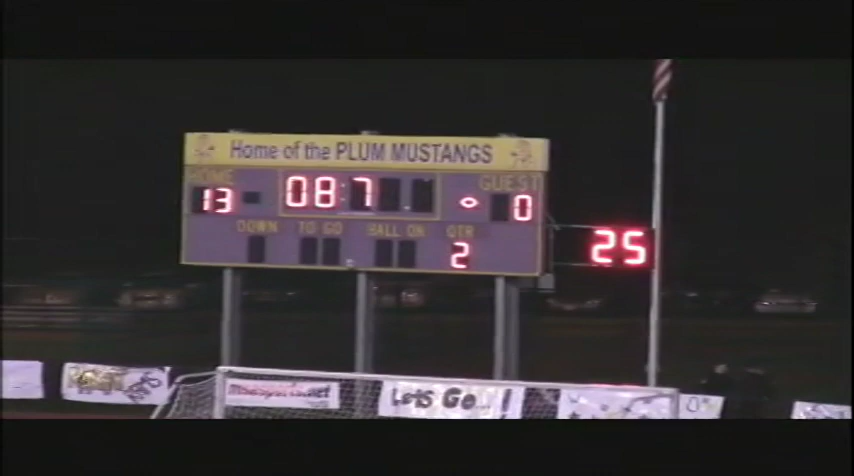 Home of the PLUM MUSTANGS
HOME
GUEST
13
08:7
0
DOWN TO GO BALL ON QTR
2
25
LETS GO...!